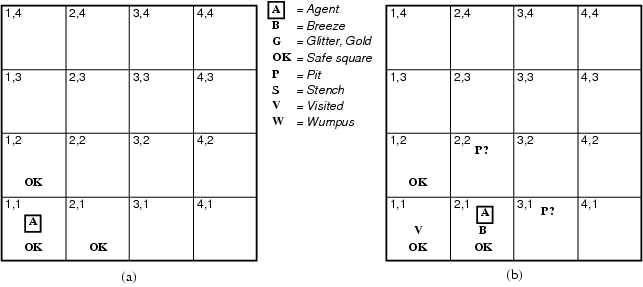 1,4 2,4 3,4 4,4
1,3 2,3 3,3 4,3
1,2 2,2 3,2 4,2
OK
1,1 2,1 3,1 4,1
A
OK OK
(a)
A = Agent
B = Breeze
G = Glitter, Gold
OK = Safe square
P = Pit
S = Stench
V = Visited
W = Wumpus
1,4 2,4 3,4 4,4
1,3 2,3 3,3 4,3
1,2 2,2 3,2 4,2
P?
OK
1,1 2,1 3,1 4,1
A P?
V B
OK OK
(b)